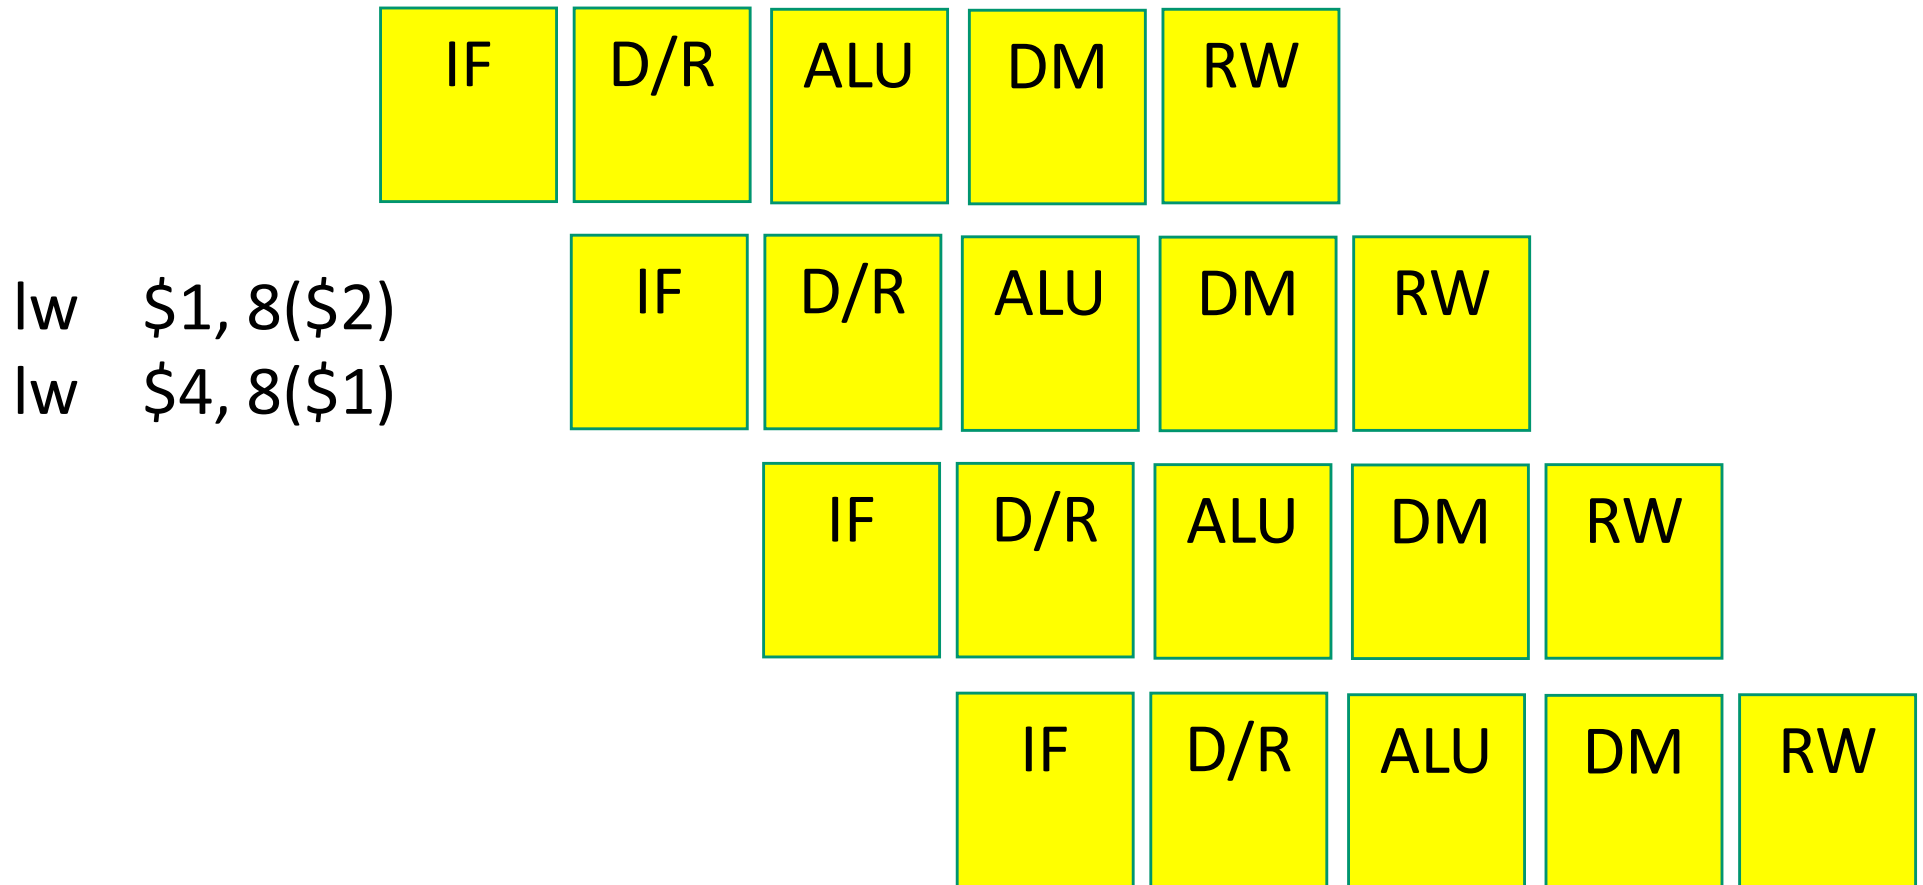 IF D/R ALU DM RW
IF D/R ALU DM RW
lw $1, 8($2)
lw $4, 8($1)
IF D/R ALU DM RW
IF D/R ALU DM RW